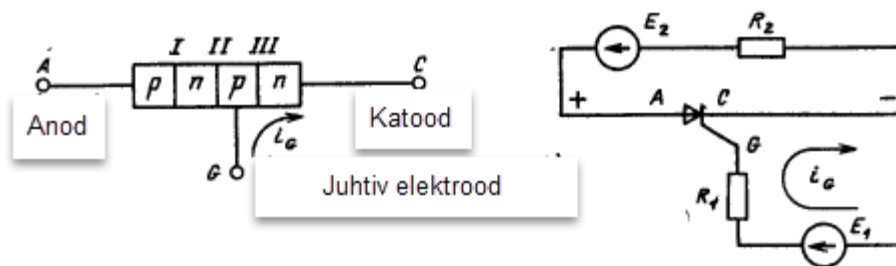 I II III
A
C
p n p n
Anod
Katood
i_G
G
Juhtiv elektrood
E₂
R₂
+ A C -
G
i_G
R₁
E₁